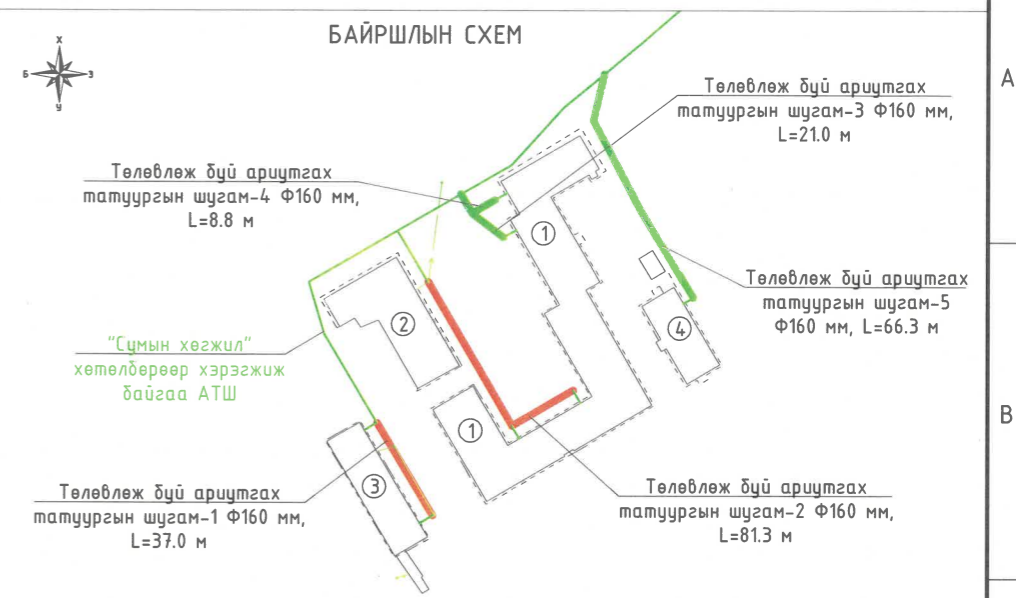 БАЙРШЛЫН СХЕМ
Х
Б
З
У
А
В
Төлөвлөж буй ариутгах
татуургын шугам-3 Ф160 мм,
L=21.0 м
Төлөвлөж буй ариутгах
татуургын шугам-4 Ф160 мм,
L=8.8 м
Төлөвлөж буй ариутгах
татуургын шугам-5
Ф160 мм, L=66.3 м
"Сумын хөгжил"
хөтөлбөрөөр хэрэгжиж
байгаа АТШ
Төлөвлөж буй ариутгах
татуургын шугам-1 Ф160 мм,
L=37.0 м
Төлөвлөж буй ариутгах
татуургын шугам-2 Ф160 мм,
L=81.3 м
1
2
4
1
3